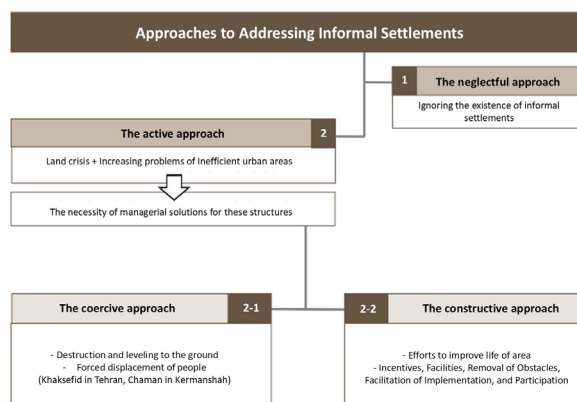 Approaches to Addressing Informal Settlements
1 The neglectful approach
Ignoring the existence of informal
settlements
The active approach 2
Land crisis + Increasing problems of Inefficient urban areas
The necessity of managerial solutions for these structures
The coercive approach 2-1
- Destruction and leveling to the ground
- Forced displacement of people
(Khaksefid in Tehran, Chaman in Kermanshah)
2-2 The constructive approach
- Efforts to improve life of area
- Incentives, Facilities, Removal of Obstacles,
Facilitation of Implementation, and Participation